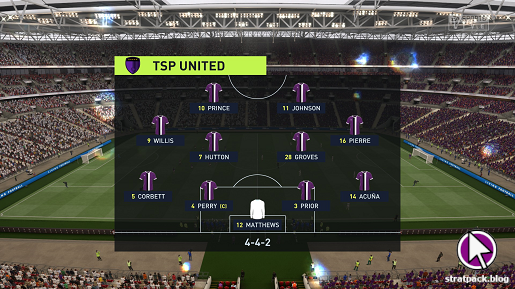 TSP UNITED
10 PRINCE
11 JOHNSON
9 WILLIS
16 PIERRE
7 HUTTON
28 GROVES
5 CORBETT
14 ACUÑA
4 PERRY (C)
3 PRIOR
12 MATTHEWS
4-4-2
stratpack.blog